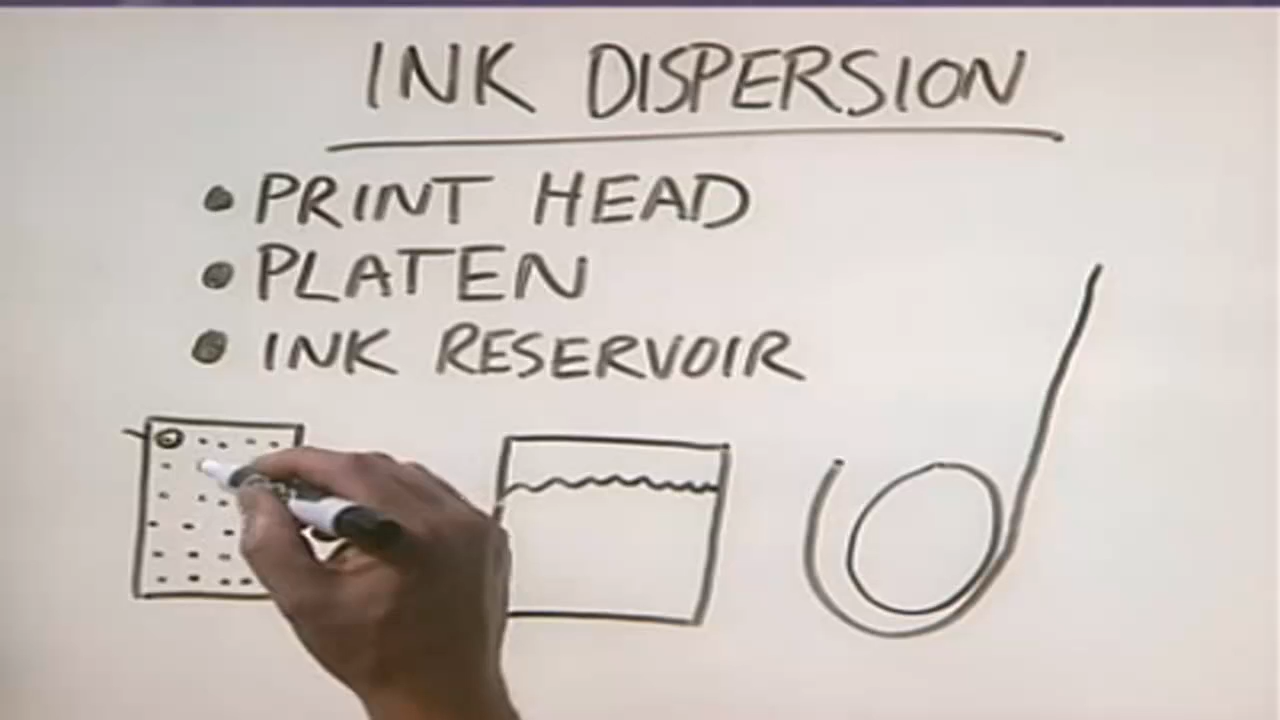 INK DISPERSION
• PRINT HEAD
• PLATEN
• INK RESERVOIR